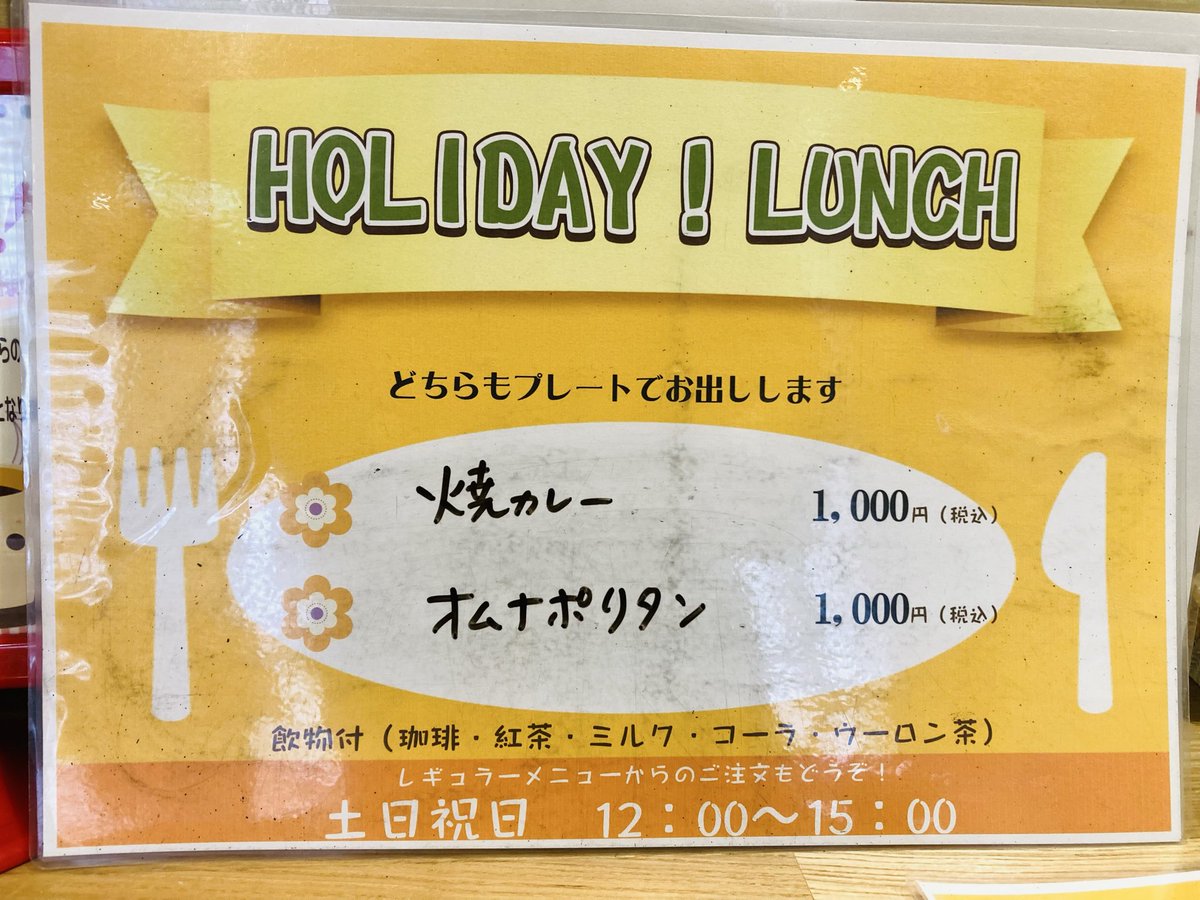 HOLIDAY！LUNCH
どちらもプレートでお出しします
焼カレー 1,000円（税込）
オムナポリタン 1,000円（税込）
飲物付（珈琲・紅茶・ミルク・コーラ・ウーロン茶）
レギュラーメニューからのご注文もどうぞ！
土日祝日 12：00～15：00